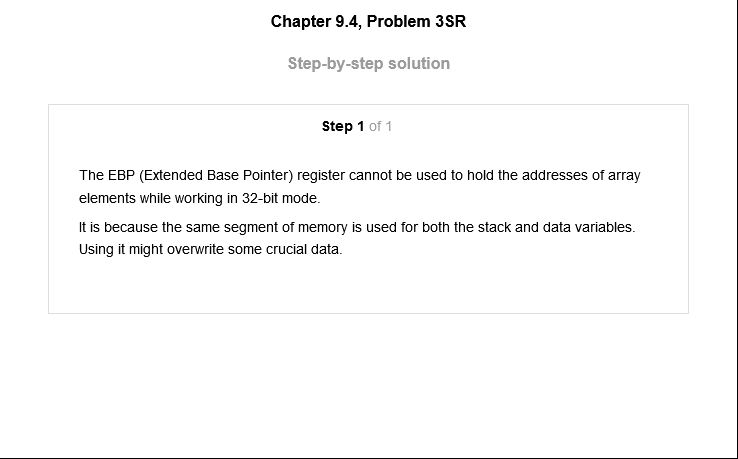 Chapter 9.4, Problem 3SR
Step-by-step solution
Step 1 of 1
The EBP (Extended Base Pointer) register cannot be used to hold the addresses of array
elements while working in 32-bit mode.
It is because the same segment of memory is used for both the stack and data variables.
Using it might overwrite some crucial data.